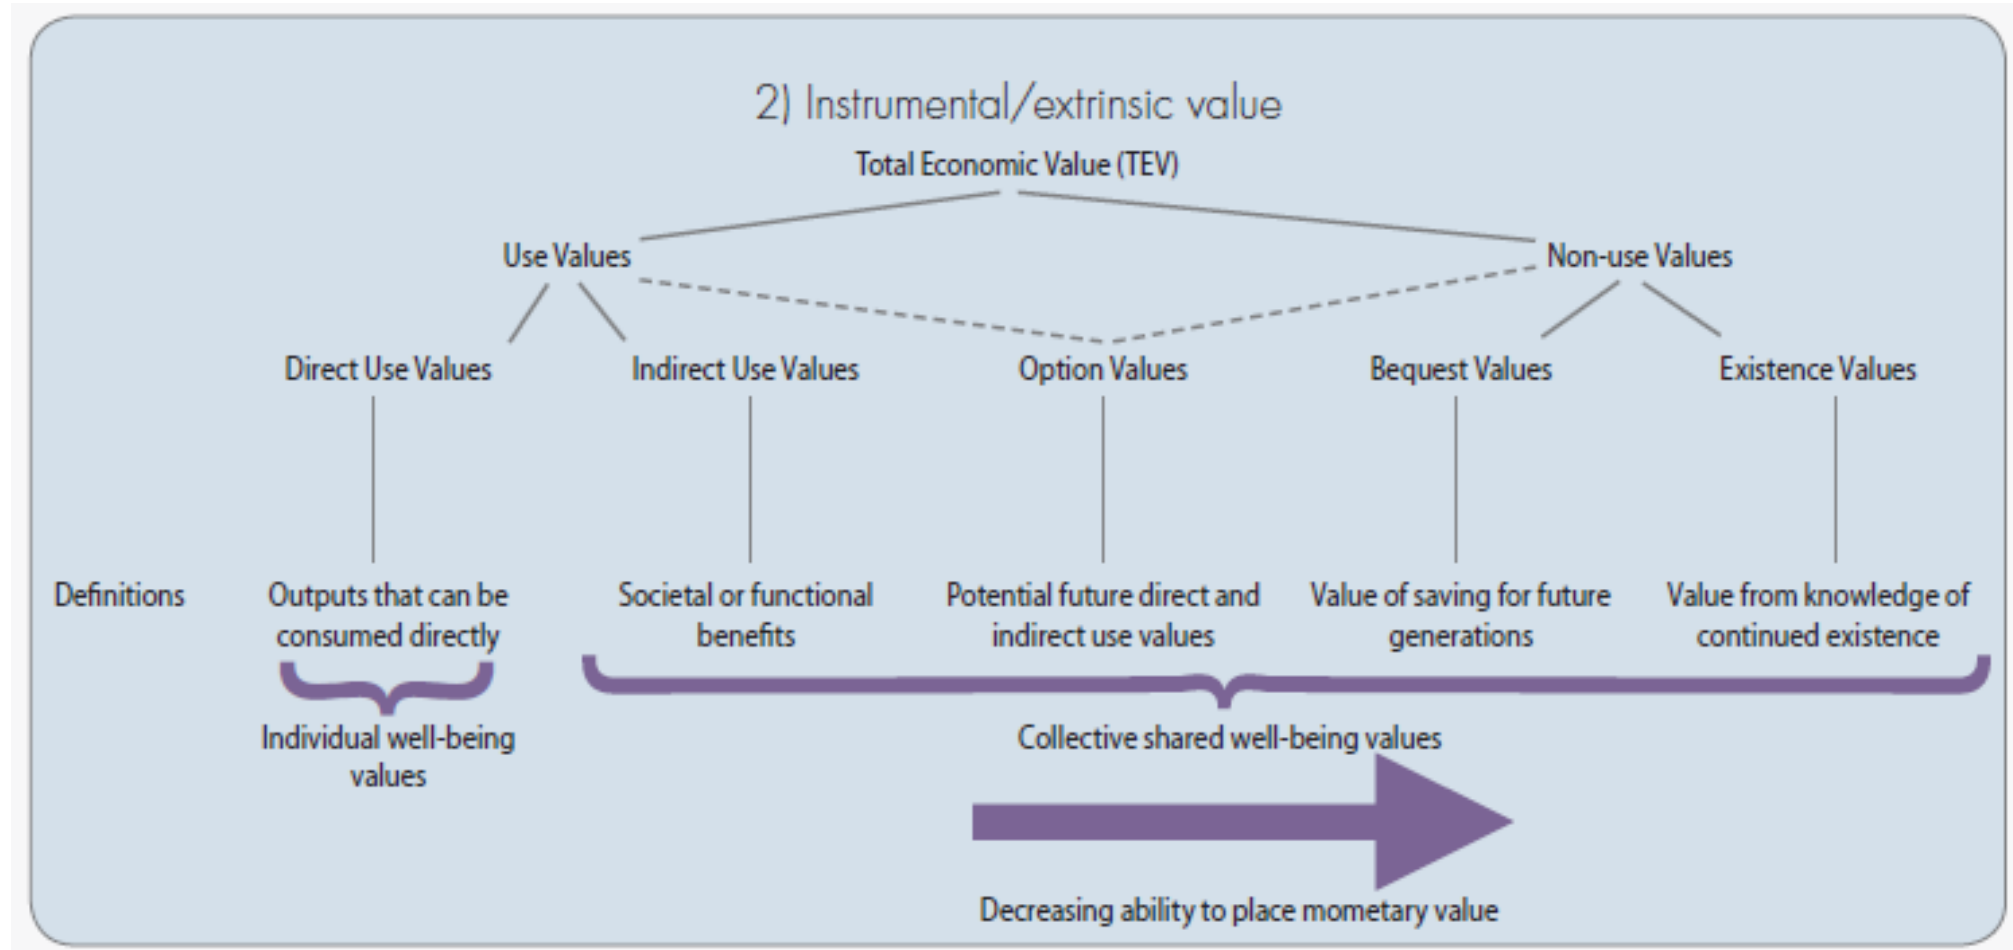 2) Instrumental/extrinsic value
Total Economic Value (TEV)
Use Values
Non-use Values
Direct Use Values
Indirect Use Values
Option Values
Bequest Values
Existence Values
Definitions
Outputs that can be
consumed directly
Societal or functional
benefits
Potential future direct and
indirect use values
Value of saving for future
generations
Value from knowledge of
continued existence
Individual well-being
values
Collective shared well-being values
Decreasing ability to place mometary value